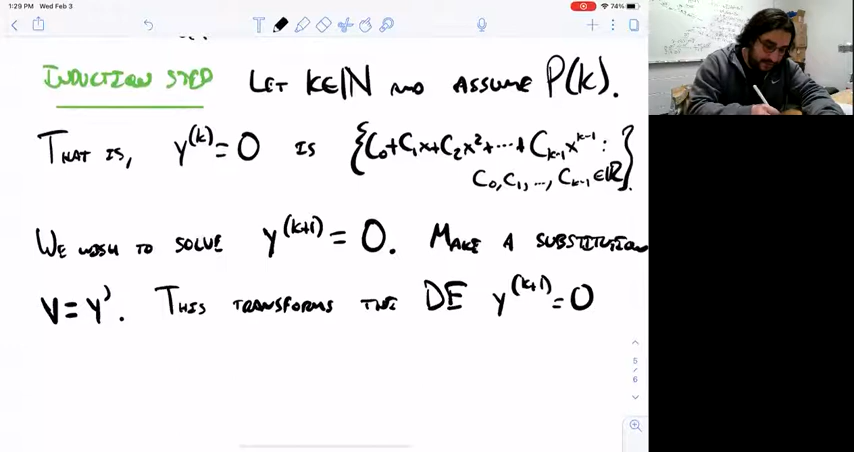 1:29 PM Wed Feb 3
74%
INDUCTION STEP LET K∈ℕ AND ASSUME P(k).
THAT IS, y^(k) = 0 IS {C₀+C₁x+C₂x²+...+C_{k-1}x^{k-1} :
C₀, C₁, ..., C_{k-1}∈ℝ}.
WE WISH TO SOLVE y^(k+1) = 0. MAKE A SUBSTITUTION
V = y'. THIS TRANSFORMS THE DE y^(k+1) = 0
5
/
6